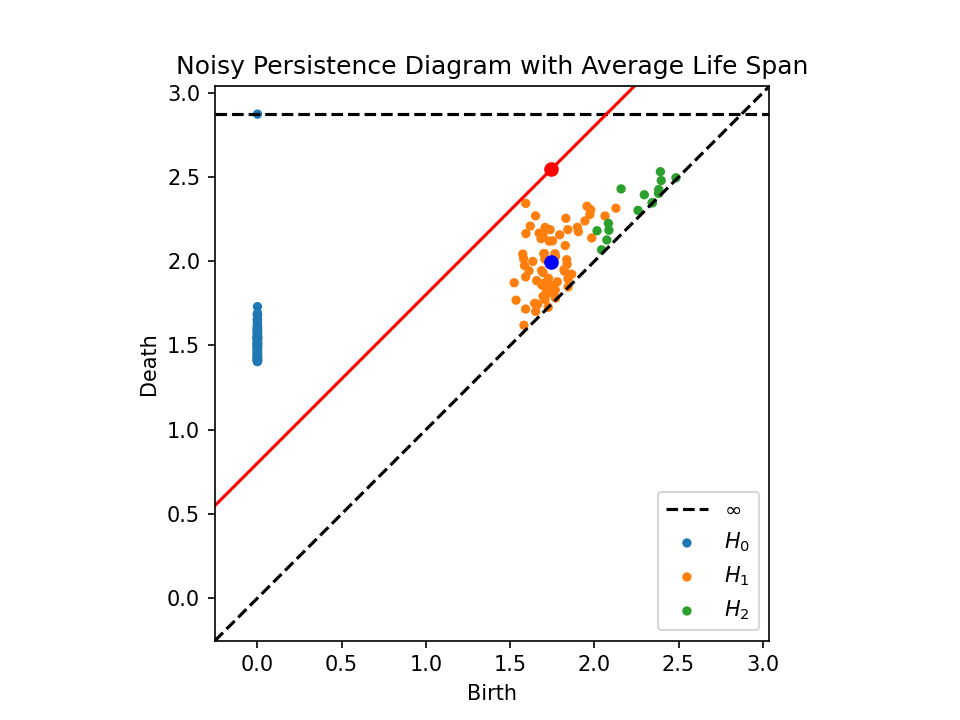 Noisy Persistence Diagram with Average Life Span
3.0
2.5
2.0
1.5
1.0
0.5
0.0
Death
∞
H₀
H₁
H₂
0.0 0.5 1.0 1.5 2.0 2.5 3.0
Birth